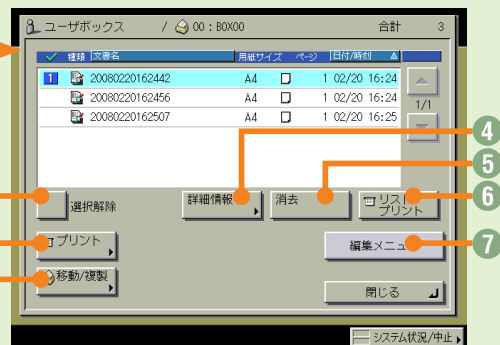 ユーザボックス / 00 : BOX00 合計 3
種類 文書名 用紙サイズ ページ 日付/時刻
1 20080220162442 A4 1 02/20 16:24
20080220162456 A4 1 02/20 16:24
20080220162507 A4 1 02/20 16:25
1/1
4
5
選択解除 詳細情報 消去 リスト
プリント
6
プリント 編集メニュー
7
移動/複製
閉じる
システム状況/中止